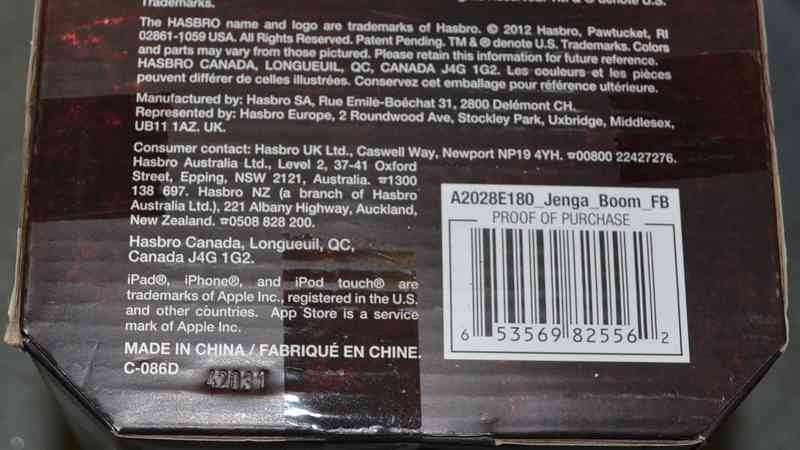 Trademarks.
The HASBRO name and logo are trademarks of Hasbro. © 2012 Hasbro, Pawtucket, RI
02861-1059 USA. All Rights Reserved. Patent Pending. TM & ® denote U.S. Trademarks. Colors
and parts may vary from those pictured. Please retain this information for future reference.
HASBRO CANADA, LONGUEUIL, QC, CANADA J4G 1G2. Les couleurs et les pièces
peuvent différer de celles illustrées. Conservez cet emballage pour référence ultérieure.
Manufactured by: Hasbro SA, Rue Emile-Boéchat 31, 2800 Delémont CH.
Represented by: Hasbro Europe, 2 Roundwood Ave, Stockley Park, Uxbridge, Middlesex,
UB11 1AZ. UK.
Consumer contact: Hasbro UK Ltd., Caswell Way, Newport NP19 4YH. ☎00800 22427276.
Hasbro Australia Ltd., Level 2, 37-41 Oxford
Street, Epping, NSW 2121, Australia. ☎1300
138 697. Hasbro NZ (a branch of Hasbro
Australia Ltd.), 221 Albany Highway, Auckland,
New Zealand. ☎0508 828 200.
Hasbro Canada, Longueuil, QC,
Canada J4G 1G2.
iPad®, iPhone®, and iPod touch® are
trademarks of Apple Inc., registered in the U.S.
and other countries. App Store is a service
mark of Apple Inc.
MADE IN CHINA / FABRIQUÉ EN CHINE.
C-086D
42131
A2028E180_Jenga_Boom_FB
PROOF OF PURCHASE
6 53569 82556 2